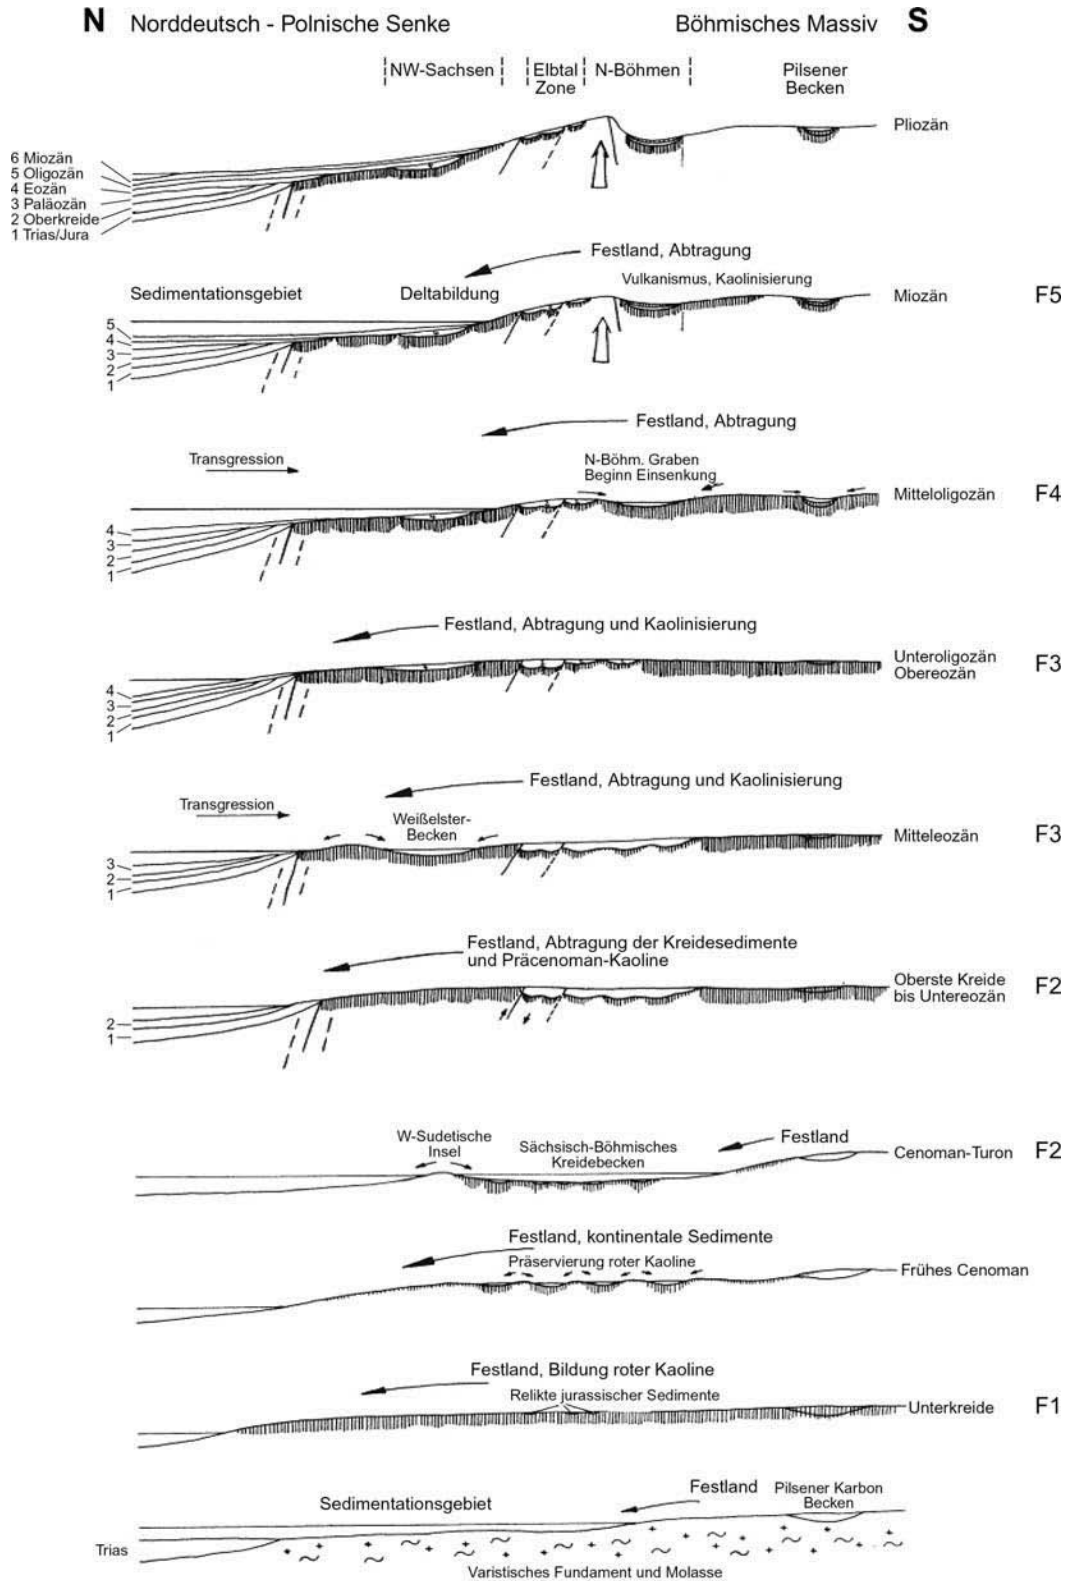 N Norddeutsch - Polnische Senke Böhmisches Massiv S
NW-Sachsen Elbtal Zone N-Böhmen Pilsener Becken
Pliozän
6 Miozän
5 Oligozän
4 Eozän
3 Paläozän
2 Oberkreide
1 Trias/Jura
Festland, Abtragung
Vulkanismus, Kaolinisierung
Sedimentationsgebiet Deltabildung Miozän F5
5
4
3
2
1
Festland, Abtragung
Transgression
N-Böhm. Graben
Beginn Einsenkung
Mitteloligozän F4
4
3
2
1
Festland, Abtragung und Kaolinisierung
Unteroligozän
Obereozän
F3
4
3
2
1
Festland, Abtragung und Kaolinisierung
Transgression
Weißelster-
Becken
Mitteleozän F3
3
2
1
Festland, Abtragung der Kreidesedimente
und Präcenoman-Kaoline
Oberste Kreide
bis Untereozän
F2
2
1
W-Sudetische
Insel
Sächsisch-Böhmisches
Kreidebecken
Festland
Cenoman-Turon F2
Festland, kontinentale Sedimente
Präservierung roter Kaoline
Frühes Cenoman
Festland, Bildung roter Kaoline
Relikte jurassischer Sedimente
Unterkreide F1
Festland
Pilsener Karbon
Becken
Sedimentationsgebiet
Trias
Varistisches Fundament und Molasse